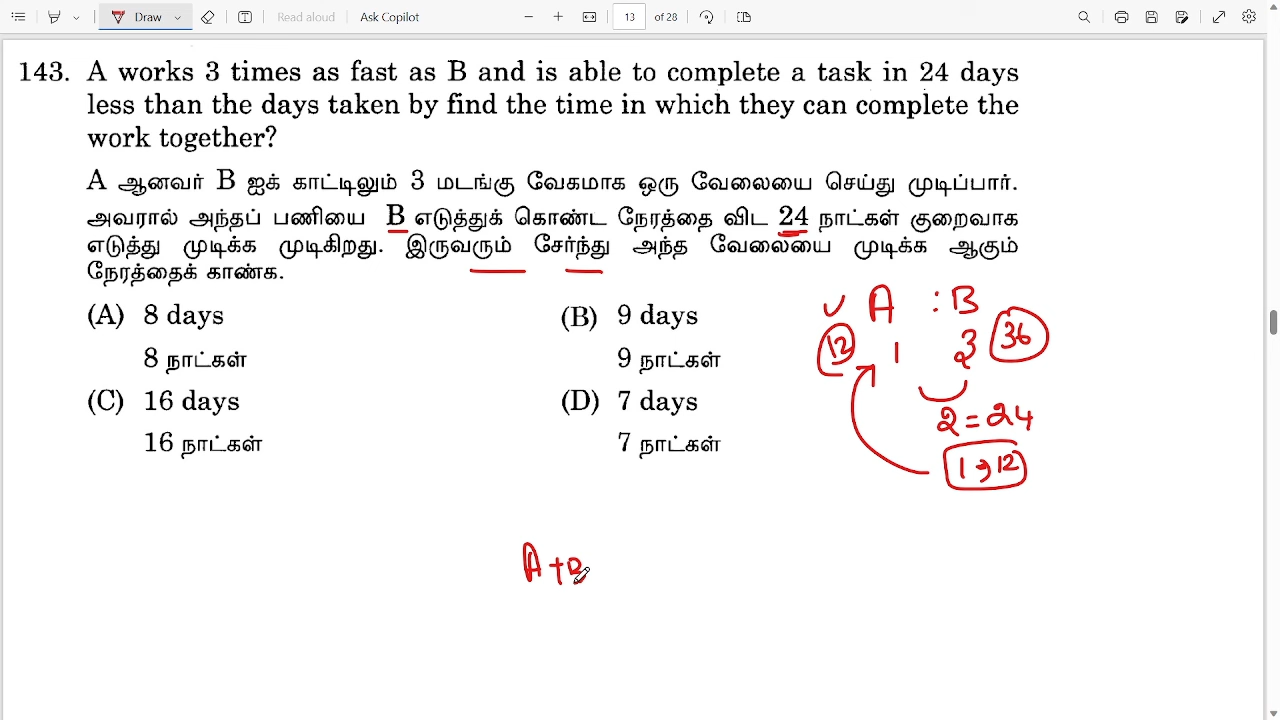 Draw
Read aloud
Ask Copilot
13 of 28
143. A works 3 times as fast as B and is able to complete a task in 24 days
less than the days taken by find the time in which they can complete the
work together?
A ஆனவர் B ஐக் காட்டிலும் 3 மடங்கு வேகமாக ஒரு வேலையை செய்து முடிப்பார்.
அவரால் அந்தப் பணியை B எடுத்துக் கொண்ட நேரத்தை விட 24 நாட்கள் குறைவாக
எடுத்து முடிக்க முடிகிறது. இருவரும் சேர்ந்து அந்த வேலையை முடிக்க ஆகும்
நேரத்தைக் காண்க.
(A) 8 days
8 நாட்கள்
(B) 9 days
9 நாட்கள்
(C) 16 days
16 நாட்கள்
(D) 7 days
7 நாட்கள்
A : B
12 1 3 36
2 = 24
1 → 12
A + B